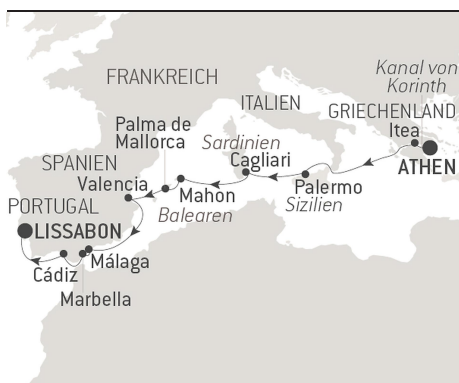 Kanal von
Korinth
FRANKREICH
ITALIEN
GRIECHENLAND
Itea
ATHEN
Palma de
Mallorca
Sardinien
Cagliari
SPANIEN
Valencia
Mahon
Palermo
Sizilien
Balearen
PORTUGAL
LISSABON
Cádiz
Málaga
Marbella